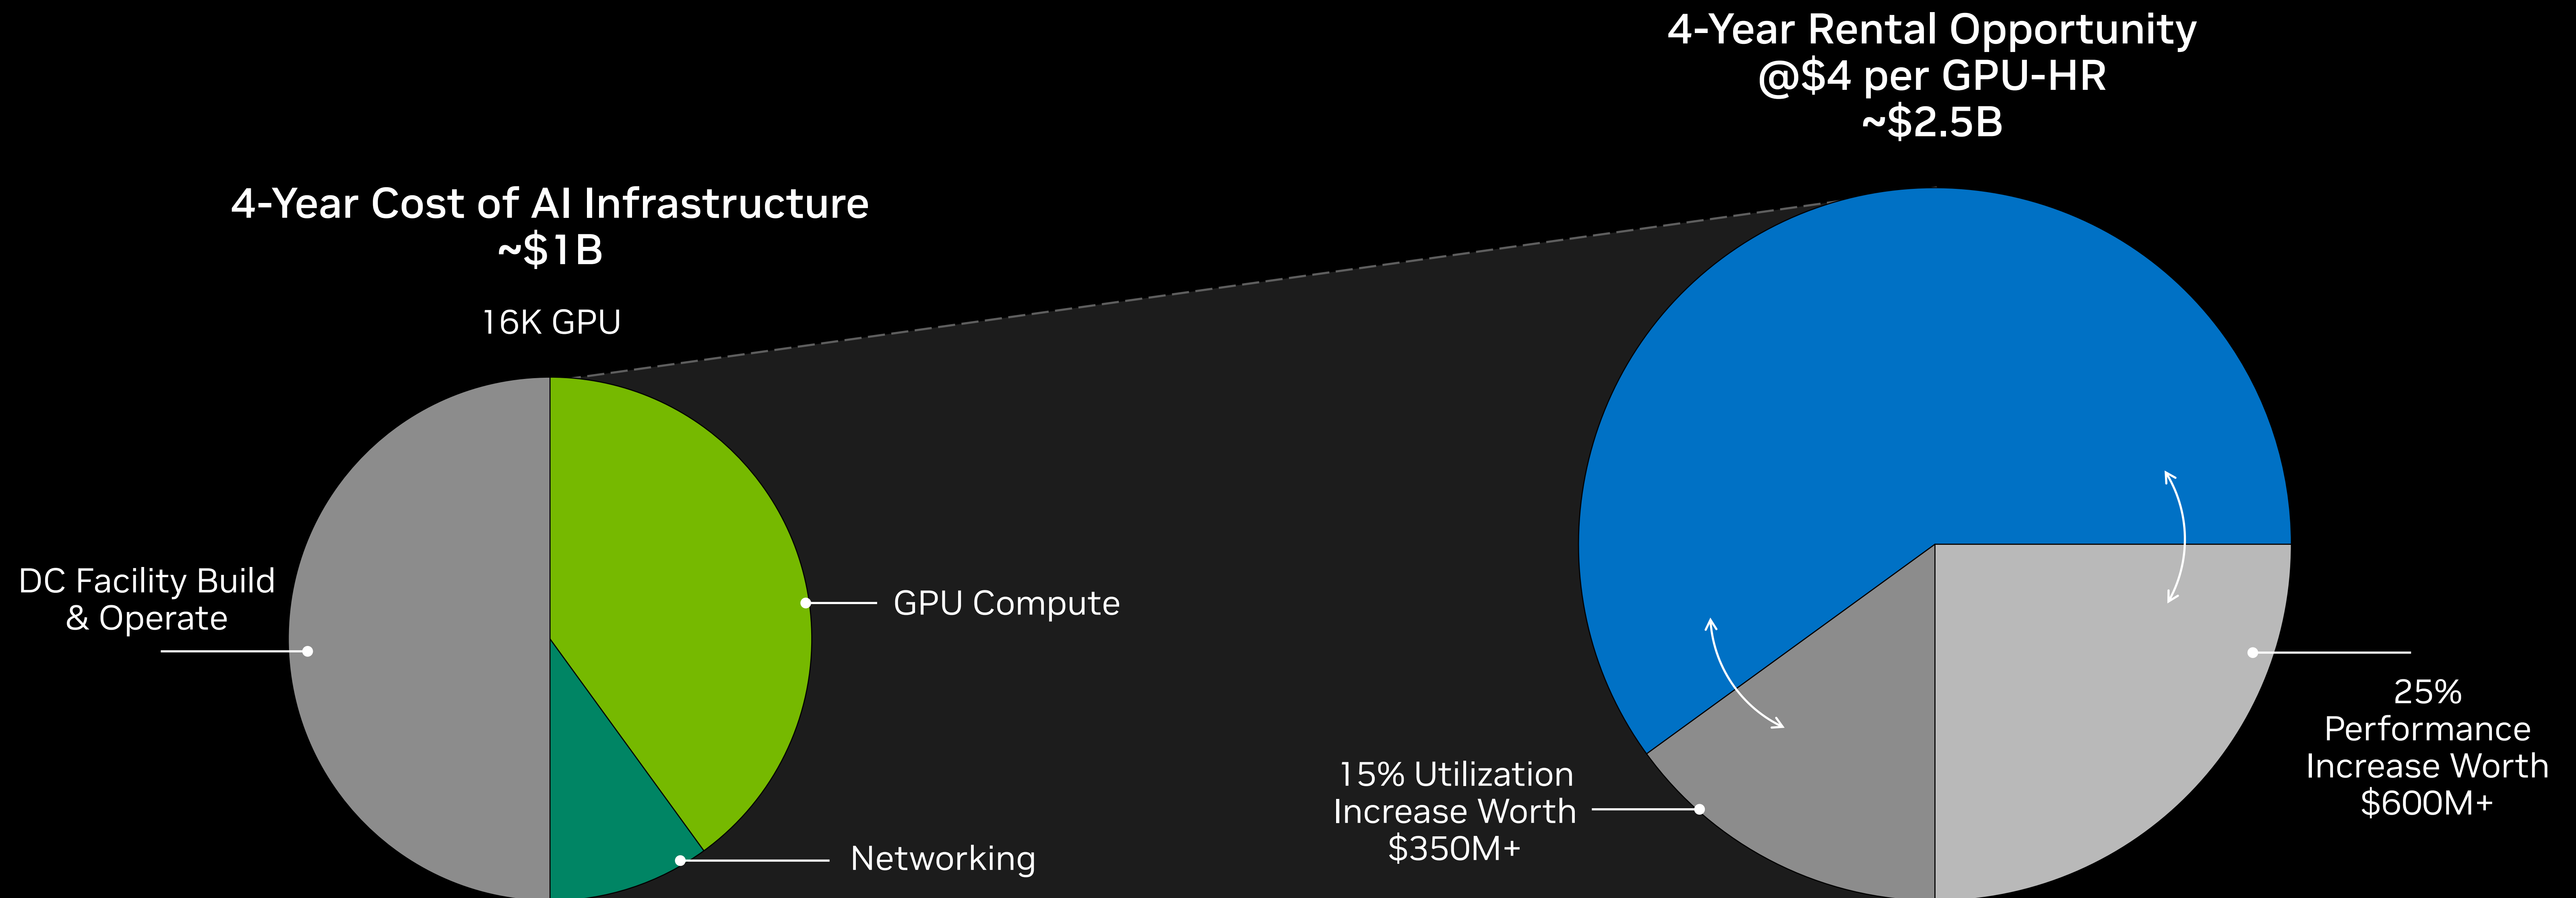 4-Year Cost of AI Infrastructure
~$1B
16K GPU
DC Facility Build
& Operate
GPU Compute
Networking
4-Year Rental Opportunity
@$4 per GPU-HR
~$2.5B
15% Utilization
Increase Worth
$350M+
25%
Performance
Increase Worth
$600M+